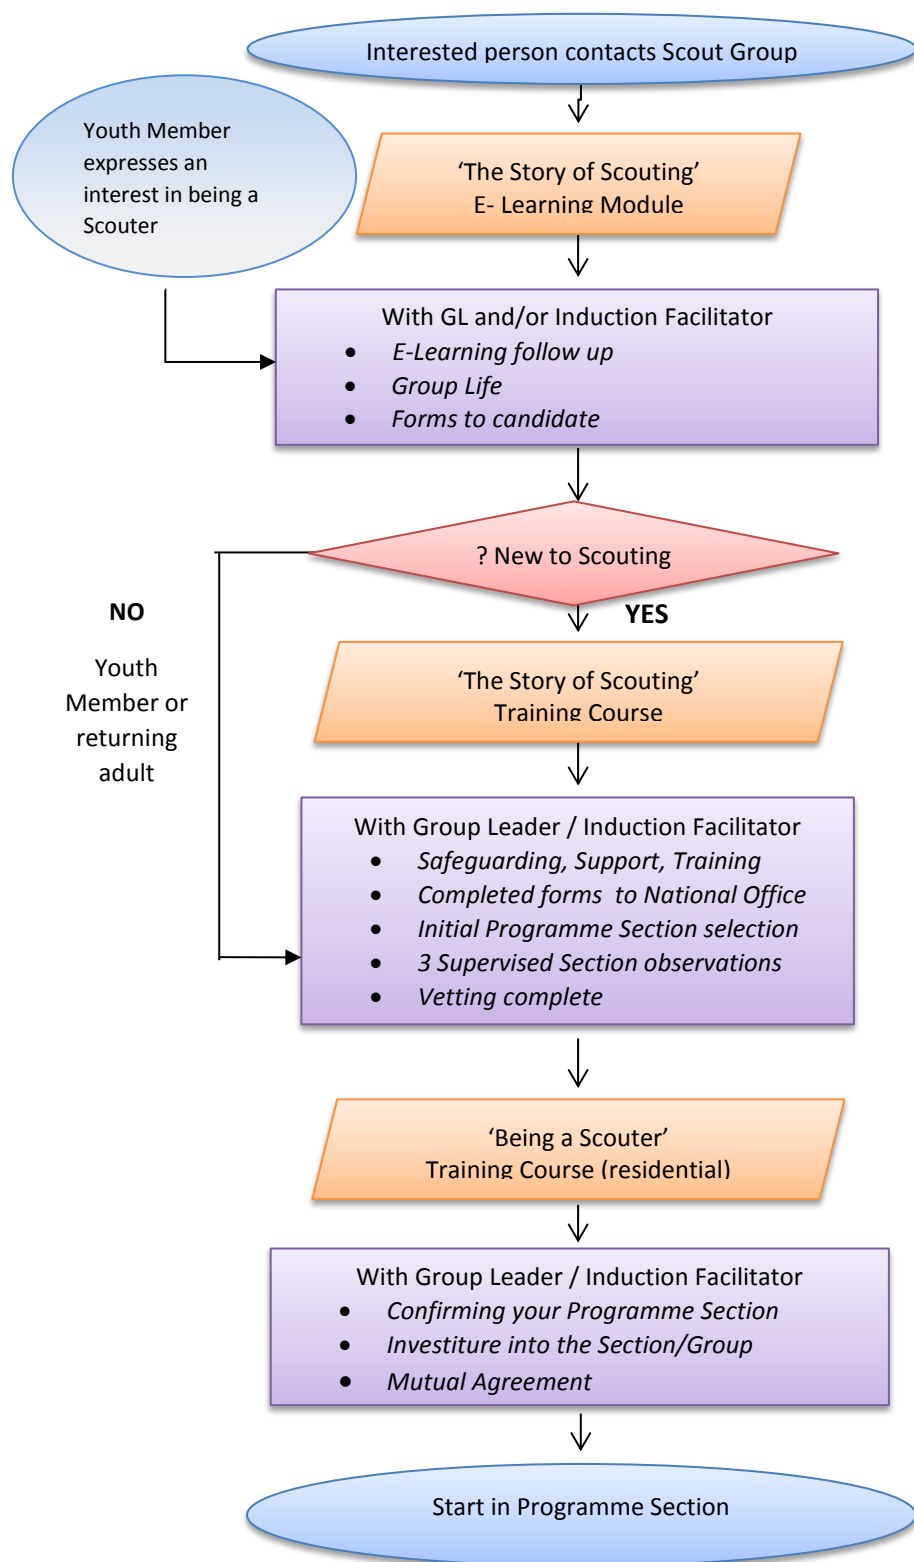 Interested person contacts Scout Group
Youth Member
expresses an
interest in being a
Scouter
‘The Story of Scouting’
E- Learning Module
With GL and/or Induction Facilitator
• E-Learning follow up
• Group Life
• Forms to candidate
? New to Scouting
NO
YES
Youth
Member or
returning
adult
‘The Story of Scouting’
Training Course
With Group Leader / Induction Facilitator
• Safeguarding, Support, Training
• Completed forms  to National Office
• Initial Programme Section selection
• 3 Supervised Section observations
• Vetting complete
‘Being a Scouter’
Training Course (residential)
With Group Leader / Induction Facilitator
• Confirming your Programme Section
• Investiture into the Section/Group
• Mutual Agreement
Start in Programme Section